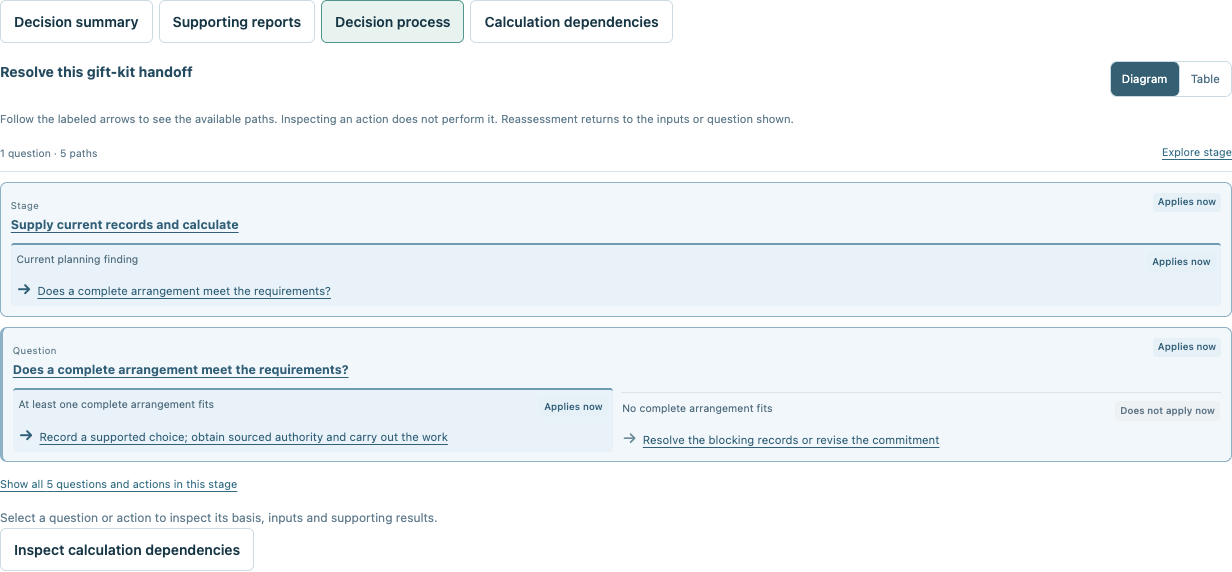 Decision summary
Supporting reports
Decision process
Calculation dependencies
Resolve this gift-kit handoff
Diagram
Table
Follow the labeled arrows to see the available paths. Inspecting an action does not perform it. Reassessment returns to the inputs or question shown.
1 question · 5 paths
Explore stage
Stage
Applies now
Supply current records and calculate
Current planning finding
Applies now
→ Does a complete arrangement meet the requirements?
Question
Applies now
Does a complete arrangement meet the requirements?
At least one complete arrangement fits
Applies now
→ Record a supported choice; obtain sourced authority and carry out the work
No complete arrangement fits
Does not apply now
→ Resolve the blocking records or revise the commitment
Show all 5 questions and actions in this stage
Select a question or action to inspect its basis, inputs and supporting results.
Inspect calculation dependencies